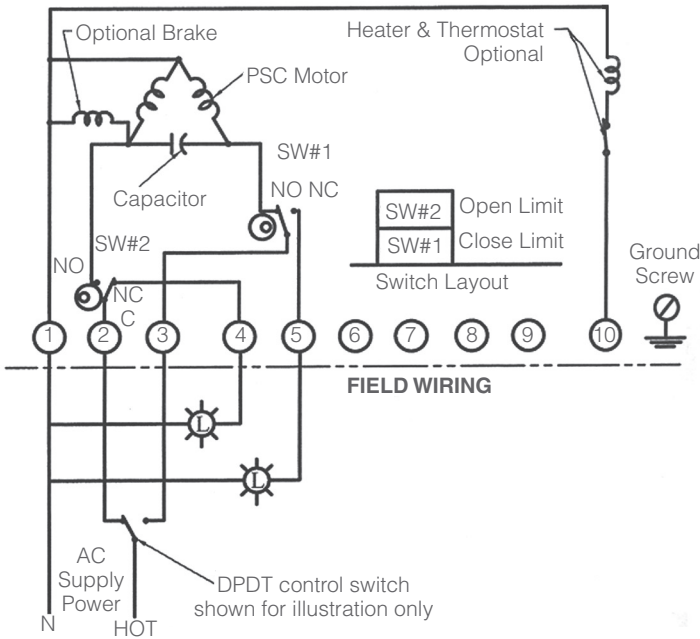 Optional Brake
Heater & Thermostat
Optional
PSC Motor
SW#1
Capacitor
NO NC
SW#2
Open Limit
SW#2
NO
SW#1
Close Limit
Ground
Screw
Switch Layout
NC
C
1
2
3
4
5
6
7
8
9
10
FIELD WIRING
L
L
AC
Supply
Power
DPDT control switch
shown for illustration only
N
HOT